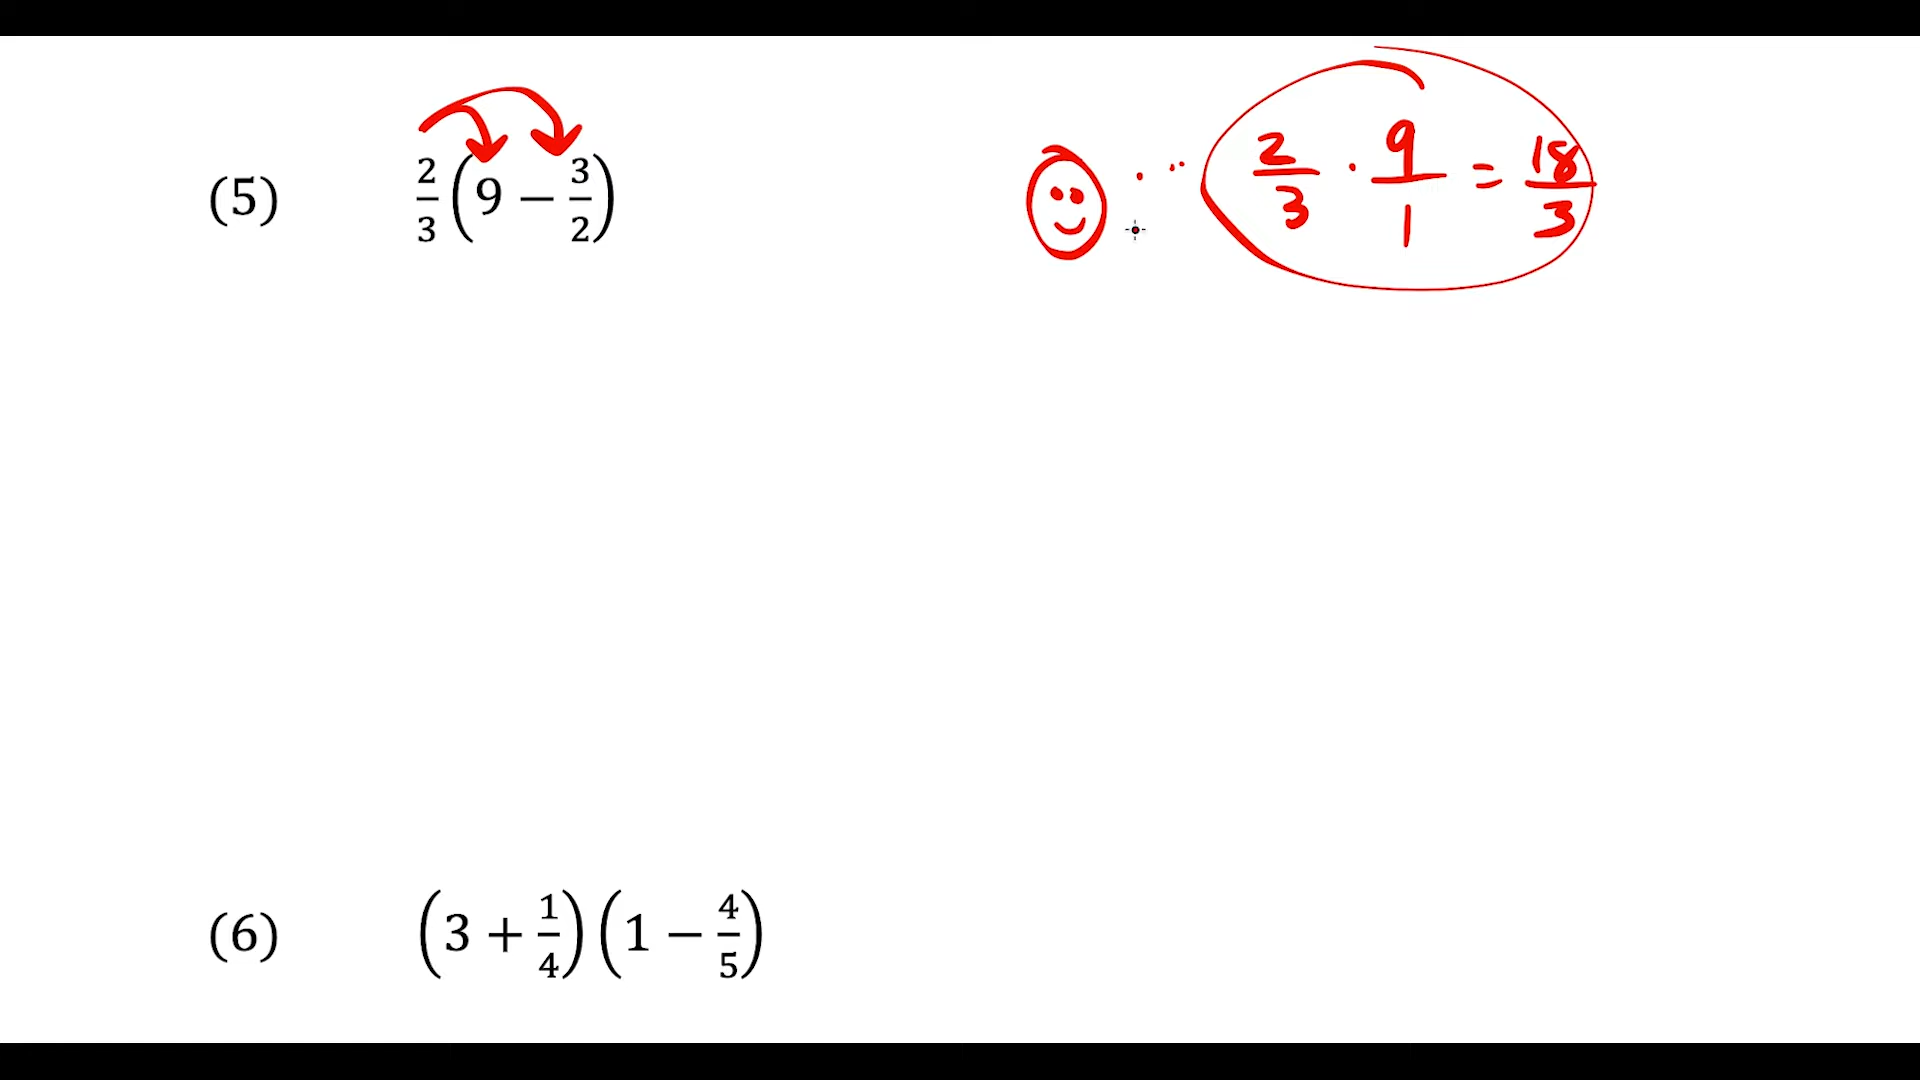 (5) 2/3 (9 − 3/2) 2/3 · 9/1 = 18/3
(6) (3 + 1/4)(1 − 4/5)